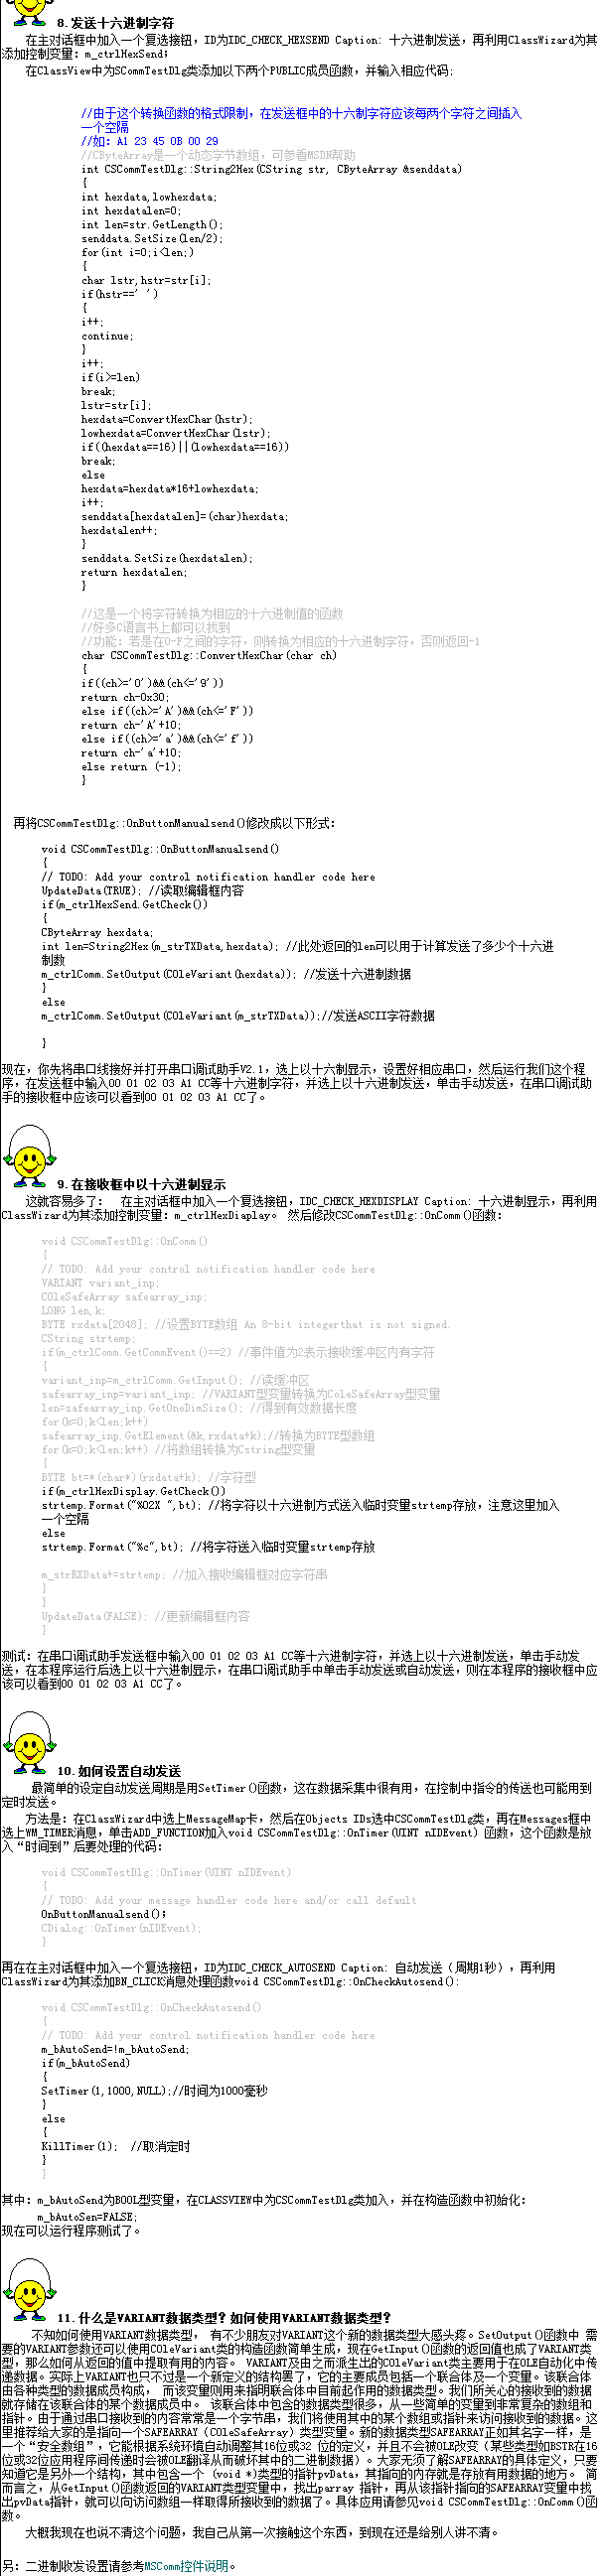 8.发送十六进制字符
在主对话框中加入一个复选接钮，ID为IDC_CHECK_HEXSEND Caption: 十六进制发送，再利用ClassWizard为其
添加控制变量：m_ctrlHexSend；
在ClassView中为SCommTestDlg类添加以下两个PUBLIC成员函数，并输入相应代码;
//由于这个转换函数的格式限制，在发送框中的十六制字符应该每两个字符之间插入
一个空隔
//如：A1 23 45 0B 00 29
//CByteArray是一个动态字节数组，可参看MSDN帮助
int CSCommTestDlg::String2Hex(CString str, CByteArray &senddata)
{
int hexdata,lowhexdata;
int hexdatalen=0;
int len=str.GetLength();
senddata.SetSize(len/2);
for(int i=0;i<len;)
{
char lstr,hstr=str[i];
if(hstr==' ')
{
i++;
continue;
}
i++;
if(i>=len)
break;
lstr=str[i];
hexdata=ConvertHexChar(hstr);
lowhexdata=ConvertHexChar(lstr);
if((hexdata==16)||(lowhexdata==16))
break;
else
hexdata=hexdata*16+lowhexdata;
i++;
senddata[hexdatalen]=(char)hexdata;
hexdatalen++;
}
senddata.SetSize(hexdatalen);
return hexdatalen;
}
//这是一个将字符转换为相应的十六进制值的函数
//好多C语言书上都可以找到
//功能：若是在0-F之间的字符，则转换为相应的十六进制字符，否则返回-1
char CSCommTestDlg::ConvertHexChar(char ch)
{
if((ch>='0')&&(ch<='9'))
return ch-0x30;
else if((ch>='A')&&(ch<='F'))
return ch-'A'+10;
else if((ch>='a')&&(ch<='f'))
return ch-'a'+10;
else return (-1);
}
再将CSCommTestDlg::OnButtonManualsend()修改成以下形式：
void CSCommTestDlg::OnButtonManualsend()
{
// TODO: Add your control notification handler code here
UpdateData(TRUE); //读取编辑框内容
if(m_ctrlHexSend.GetCheck())
{
CByteArray hexdata;
int len=String2Hex(m_strTXData,hexdata); //此处返回的len可以用于计算发送了多少个十六进
制数
m_ctrlComm.SetOutput(COleVariant(hexdata)); //发送十六进制数据
}
else
m_ctrlComm.SetOutput(COleVariant(m_strTXData));//发送ASCII字符数据
}
现在，你先将串口线接好并打开串口调试助手V2.1，选上以十六制显示，设置好相应串口，然后运行我们这个程
序，在发送框中输入00 01 02 03 A1 CC等十六进制字符，并选上以十六进制发送，单击手动发送，在串口调试助
手的接收框中应该可以看到00 01 02 03 A1 CC了。
9.在接收框中以十六进制显示
这就容易多了： 在主对话框中加入一个复选接钮，IDC_CHECK_HEXDISPLAY Caption: 十六进制显示，再利用
ClassWizard为其添加控制变量：m_ctrlHexDiaplay。 然后修改CSCommTestDlg::OnComm()函数：
void CSCommTestDlg::OnComm()
{
// TODO: Add your control notification handler code here
VARIANT variant_inp;
COleSafeArray safearray_inp;
LONG len,k;
BYTE rxdata[2048]; //设置BYTE数组 An 8-bit integerthat is not signed.
CString strtemp;
if(m_ctrlComm.GetCommEvent()==2) //事件值为2表示接收缓冲区内有字符
{
variant_inp=m_ctrlComm.GetInput(); //读缓冲区
safearray_inp=variant_inp; //VARIANT型变量转换为ColeSafeArray型变量
len=safearray_inp.GetOneDimSize(); //得到有效数据长度
for(k=0;k<len;k++)
safearray_inp.GetElement(&k,rxdata+k);//转换为BYTE型数组
for(k=0;k<len;k++) //将数组转换为Cstring型变量
{
BYTE bt=*(char*)(rxdata+k); //字符型
if(m_ctrlHexDisplay.GetCheck())
strtemp.Format("%02X ",bt); //将字符以十六进制方式送入临时变量strtemp存放，注意这里加入
一个空隔
else
strtemp.Format("%c",bt); //将字符送入临时变量strtemp存放
m_strRXData+=strtemp; //加入接收编辑框对应字符串
}
}
UpdateData(FALSE); //更新编辑框内容
}
测试：在串口调试助手发送框中输入00 01 02 03 A1 CC等十六进制字符，并选上以十六进制发送，单击手动发
送，在本程序运行后选上以十六进制显示，在串口调试助手中单击手动发送或自动发送，则在本程序的接收框中应
该可以看到00 01 02 03 A1 CC了。
10.如何设置自动发送
最简单的设定自动发送周期是用SetTimer()函数，这在数据采集中很有用，在控制中指令的传送也可能用到
定时发送。
方法是：在ClassWizard中选上MessageMap卡，然后在Objects IDs选中CSCommTestDlg类，再在Messages框中
选上WM_TIMER消息，单击ADD_FUNCTION加入void CSCommTestDlg::OnTimer(UINT nIDEvent) 函数，这个函数是放
入“时间到”后要处理的代码：
void CSCommTestDlg::OnTimer(UINT nIDEvent)
{
// TODO: Add your message handler code here and/or call default
OnButtonManualsend();
CDialog::OnTimer(nIDEvent);
}
再在在主对话框中加入一个复选接钮，ID为IDC_CHECK_AUTOSEND Caption: 自动发送（周期1秒），再利用
ClassWizard为其添加BN_CLICK消息处理函数void CSCommTestDlg::OnCheckAutosend():
void CSCommTestDlg::OnCheckAutosend()
{
// TODO: Add your control notification handler code here
m_bAutoSend=!m_bAutoSend;
if(m_bAutoSend)
{
SetTimer(1,1000,NULL);//时间为1000毫秒
}
else
{
KillTimer(1); //取消定时
}
}
其中：m_bAutoSend为BOOL型变量，在CLASSVIEW中为CSCommTestDlg类加入，并在构造函数中初始化：
m_bAutoSen=FALSE;
现在可以运行程序测试了。
11.什么是VARIANT数据类型？如何使用VARIANT数据类型？
不知如何使用VARIANT数据类型， 有不少朋友对VARIANT这个新的数据类型大感头疼。SetOutput()函数中 需
要的VARIANT参数还可以使用COleVariant类的构造函数简单生成，现在GetInput()函数的返回值也成了VARIANT类
型，那么如何从返回的值中提取有用的内容。 VARIANT及由之而派生出的COleVariant类主要用于在OLE自动化中传
递数据。实际上VARIANT也只不过是一个新定义的结构罢了，它的主要成员包括一个联合体及一个变量。该联合体
由各种类型的数据成员构成， 而该变量则用来指明联合体中目前起作用的数据类型。我们所关心的接收到的数据
就存储在该联合体的某个数据成员中。 该联合体中包含的数据类型很多，从一些简单的变量到非常复杂的数组和
指针。由于通过串口接收到的内容常常是一个字节串，我们将使用其中的某个数组或指针来访问接收到的数据。这
里推荐给大家的是指向一个SAFEARRAY（COleSafeArray）类型变量。新的数据类型SAFEARRAY正如其名字一样，是
一个“安全数组”，它能根据系统环境自动调整其16位或32 位的定义，并且不会被OLE改变（某些类型如BSTR在16
位或32位应用程序间传递时会被OLE翻译从而破坏其中的二进制数据）。大家无须了解SAFEARRAY的具体定义，只要
知道它是另外一个结构，其中包含一个 (void *)类型的指针pvData，其指向的内存就是存放有用数据的地方。 简
而言之，从GetInput()函数返回的VARIANT类型变量中，找出parray 指针，再从该指针指向的SAFEARRAY变量中找
出pvData指针，就可以向访问数组一样取得所接收到的数据了。具体应用请参见void CSCommTestDlg::OnComm()函
数。
大概我现在也说不清这个问题，我自己从第一次接触这个东西，到现在还是给别人讲不清。
另：二进制收发设置请参考MSComm控件说明。